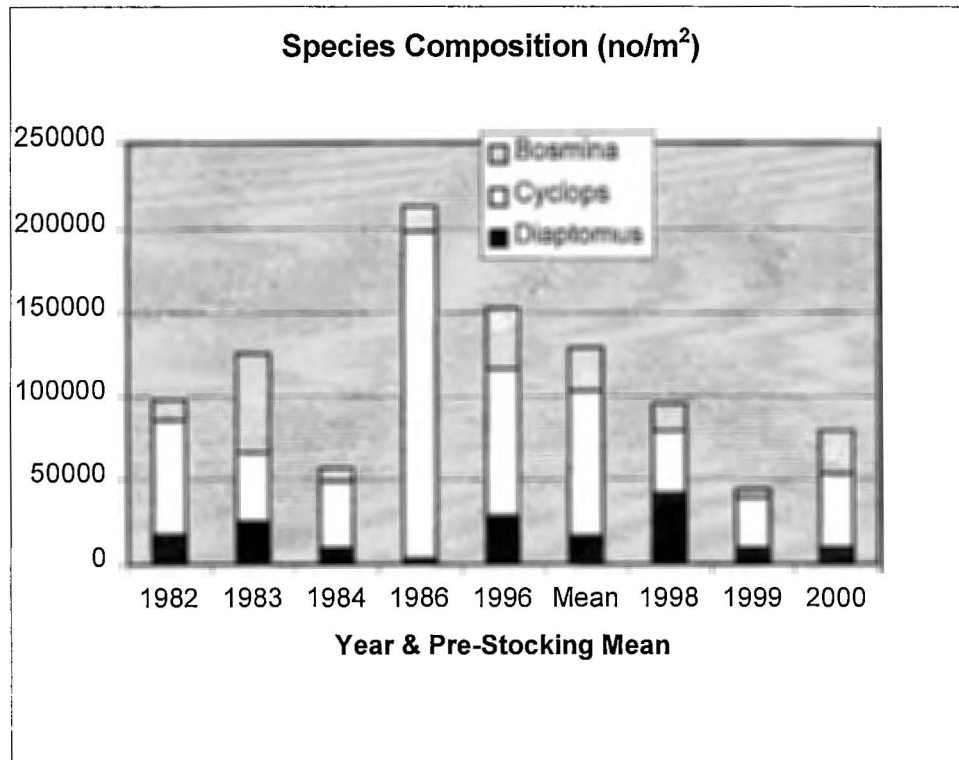 Species Composition (no/m²)
250000
200000
150000
100000
50000
0
Bosmina
Cyclops
Diaptomus
1982 1983 1984 1986 1996 Mean 1998 1999 2000
Year & Pre-Stocking Mean